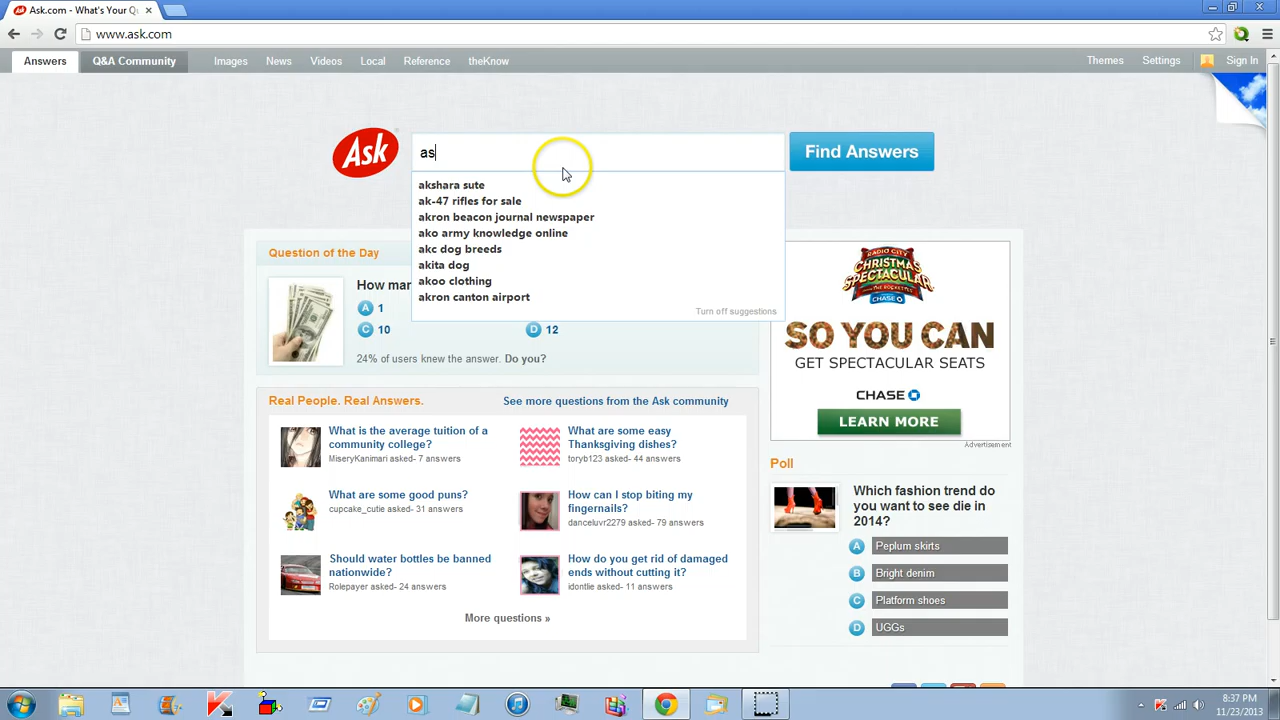 Ask.com - What's Your Qu
www.ask.com
Answers
Q&A Community
Images
News
Videos
Local
Reference
theKnow
Themes
Settings
Sign In
Ask
as
Find Answers
akshara sute
ak-47 rifles for sale
akron beacon journal newspaper
ako army knowledge online
akc dog breeds
akita dog
akoo clothing
akron canton airport
Turn off suggestions
Question of the Day
How mar
A 1
C 10
D 12
24% of users knew the answer. Do you?
RADIO CITY
CHRISTMAS
SPECTACULAR
CHASE
SO YOU CAN
GET SPECTACULAR SEATS
CHASE
LEARN MORE
Advertisement
Real People. Real Answers.
See more questions from the Ask community
What is the average tuition of a
community college?
MiseryKanimari asked- 7 answers
What are some easy
Thanksgiving dishes?
toryb123 asked- 44 answers
What are some good puns?
cupcake_cutie asked- 31 answers
How can I stop biting my
fingernails?
danceluvr2279 asked- 79 answers
Should water bottles be banned
nationwide?
Rolepayer asked- 24 answers
How do you get rid of damaged
ends without cutting it?
idontlie asked- 11 answers
More questions »
Poll
Which fashion trend do
you want to see die in
2014?
A Peplum skirts
B Bright denim
C Platform shoes
D UGGs
8:37 PM
11/23/2013